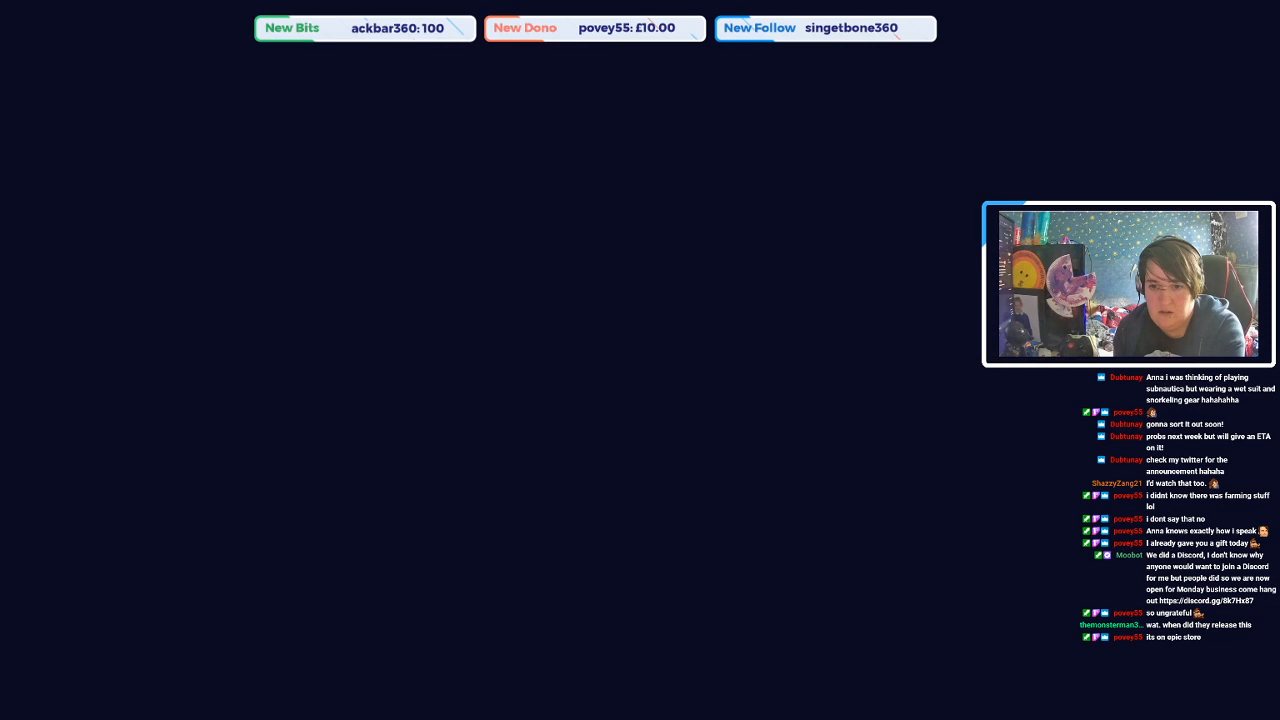 New Bits ackbar360: 100
New Dono povey55: £10.00
New Follow singetbone360
Dubtunay Anna i was thinking of playing
subnautica but wearing a wet suit and
snorkeling gear hahahahha
povey55
Dubtunay gonna sort it out soon!
Dubtunay probs next week but will give an ETA
on it!
Dubtunay check my twitter for the
announcement hahaha
ShazzyZang21 I'd watch that too.
povey55 i didnt know there was farming stuff
lol
povey55 i dont say that no
povey55 Anna knows exactly how i speak
povey55 I already gave you a gift today
Moobot We did a Discord, I don't know why
anyone would want to join a Discord
for me but people did so we are now
open for Monday business come hang
out https://discord.gg/8k7Hx87
povey55 so ungrateful
themonsterman3... wat. when did they release this
povey55 its on epic store